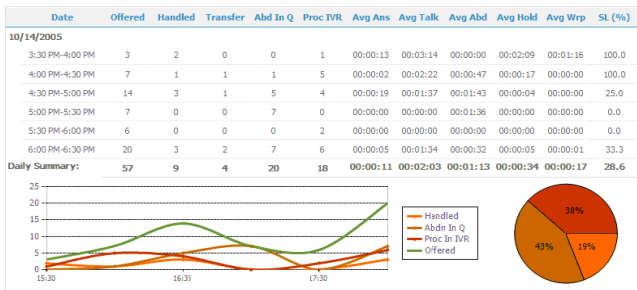 Date Offered Handled Transfer Abd In Q Proc IVR Avg Ans Avg Talk Avg Abd Avg Hold Avg Wrp SL (%)
10/14/2005
3:30 PM-4:00 PM 3 2 0 0 1 00:00:13 00:03:14 00:00:00 00:02:09 00:01:16 100.0
4:00 PM-4:30 PM 7 1 1 1 5 00:00:02 00:02:22 00:00:47 00:00:17 00:00:00 100.0
4:30 PM-5:00 PM 14 3 1 5 4 00:00:19 00:01:37 00:01:43 00:00:04 00:00:00 25.0
5:00 PM-5:30 PM 7 0 0 7 0 00:00:00 00:00:00 00:01:36 00:00:00 00:00:00 0.0
5:30 PM-6:00 PM 6 0 0 0 2 00:00:00 00:00:00 00:00:00 00:00:00 00:00:00 0.0
6:00 PM-6:30 PM 20 3 2 7 6 00:00:05 00:01:34 00:00:32 00:00:05 00:00:01 33.3
Daily Summary: 57 9 4 20 18 00:00:11 00:02:03 00:01:13 00:00:34 00:00:17 28.6
25
20
15
10
5
0
15:30 16:30 17:30
Handled
Abdn In Q
Proc In IVR
Offered
38%
43% 19%